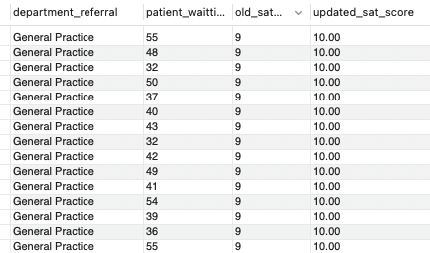 department_referral patient_waitti... old_sat... updated_sat_score
General Practice 55 9 10.00
General Practice 48 9 10.00
General Practice 32 9 10.00
General Practice 50 9 10.00
General Practice 37 9 10.00
General Practice 40 9 10.00
General Practice 43 9 10.00
General Practice 32 9 10.00
General Practice 42 9 10.00
General Practice 49 9 10.00
General Practice 41 9 10.00
General Practice 54 9 10.00
General Practice 39 9 10.00
General Practice 36 9 10.00
General Practice 55 9 10.00